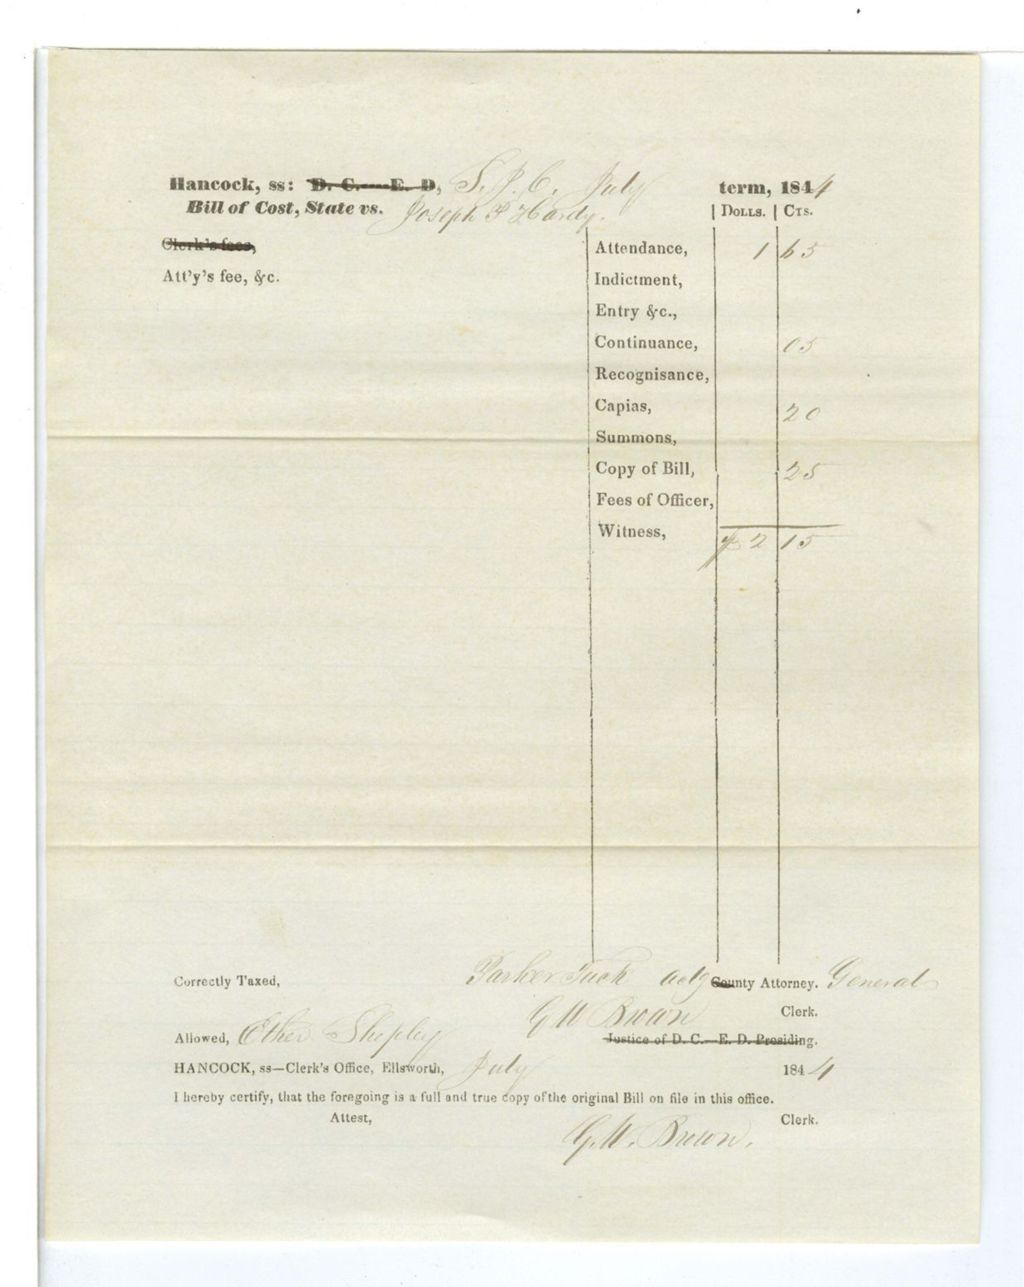 Hancock, ss: D. C.—E. D, S. J. C. July term, 1844
Bill of Cost, State vs. Joseph P Hardy. | Dolls. | Cts.
Clerk's fees, Attendance, 1 65
Att'y's fee, &c. Indictment,
Entry &c.,
Continuance, 05
Recognisance,
Capias, 20
Summons,
Copy of Bill, 25
Fees of Officer,
Witness, $ 2 15
Correctly Taxed, Parker Tuck actg County Attorney. General
G W Brown Clerk.
Allowed, Ether Shepley Justice of D. C.—E. D. Presiding.
HANCOCK, ss—Clerk's Office, Ellsworth, July 1844
I hereby certify, that the foregoing is a full and true copy of the original Bill on file in this office.
Attest, G. W. Brown. Clerk.